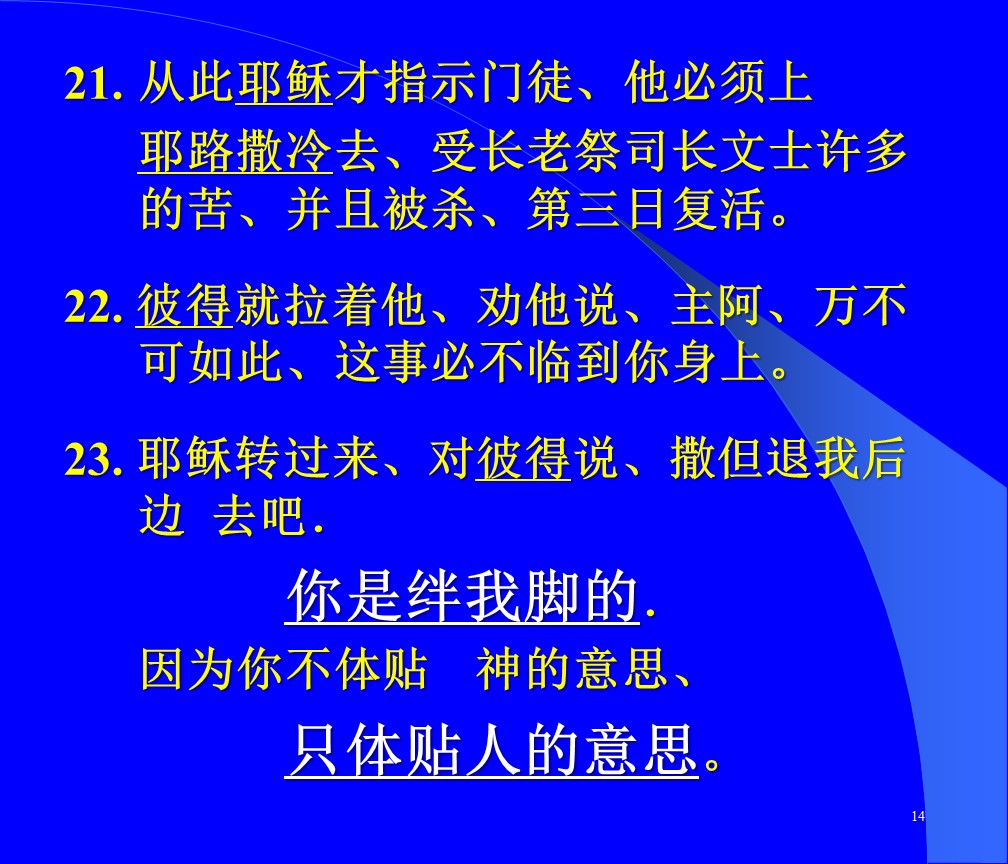 21. 从此耶稣才指示门徒、他必须上
耶路撒冷去、受长老祭司长文士许多
的苦、并且被杀、第三日复活。
22. 彼得就拉着他、劝他说、主阿、万不
可如此、这事必不临到你身上。
23. 耶稣转过来、对彼得说、撒但退我后
边 去吧.
你是绊我脚的.
因为你不体贴　神的意思、
只体贴人的意思。
14